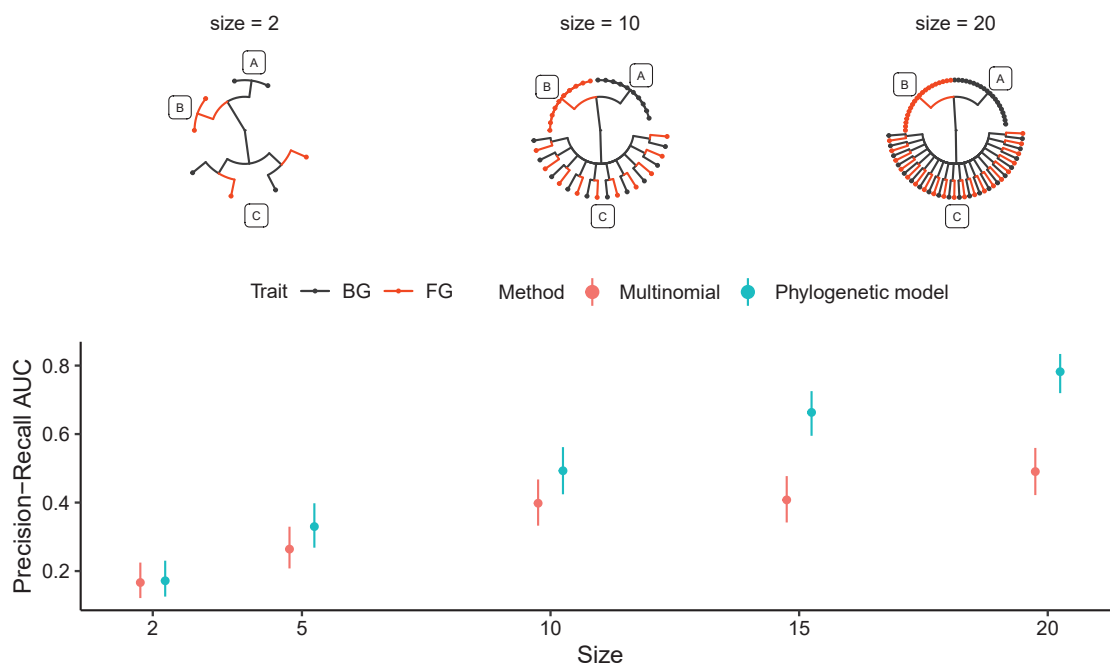 size = 2
size = 10
size = 20
A
B
C
A
B
C
A
B
C
Trait BG FG Method Multinomial Phylogenetic model
Precision−Recall AUC
0.8
0.6
0.4
0.2
2 5 10 15 20
Size